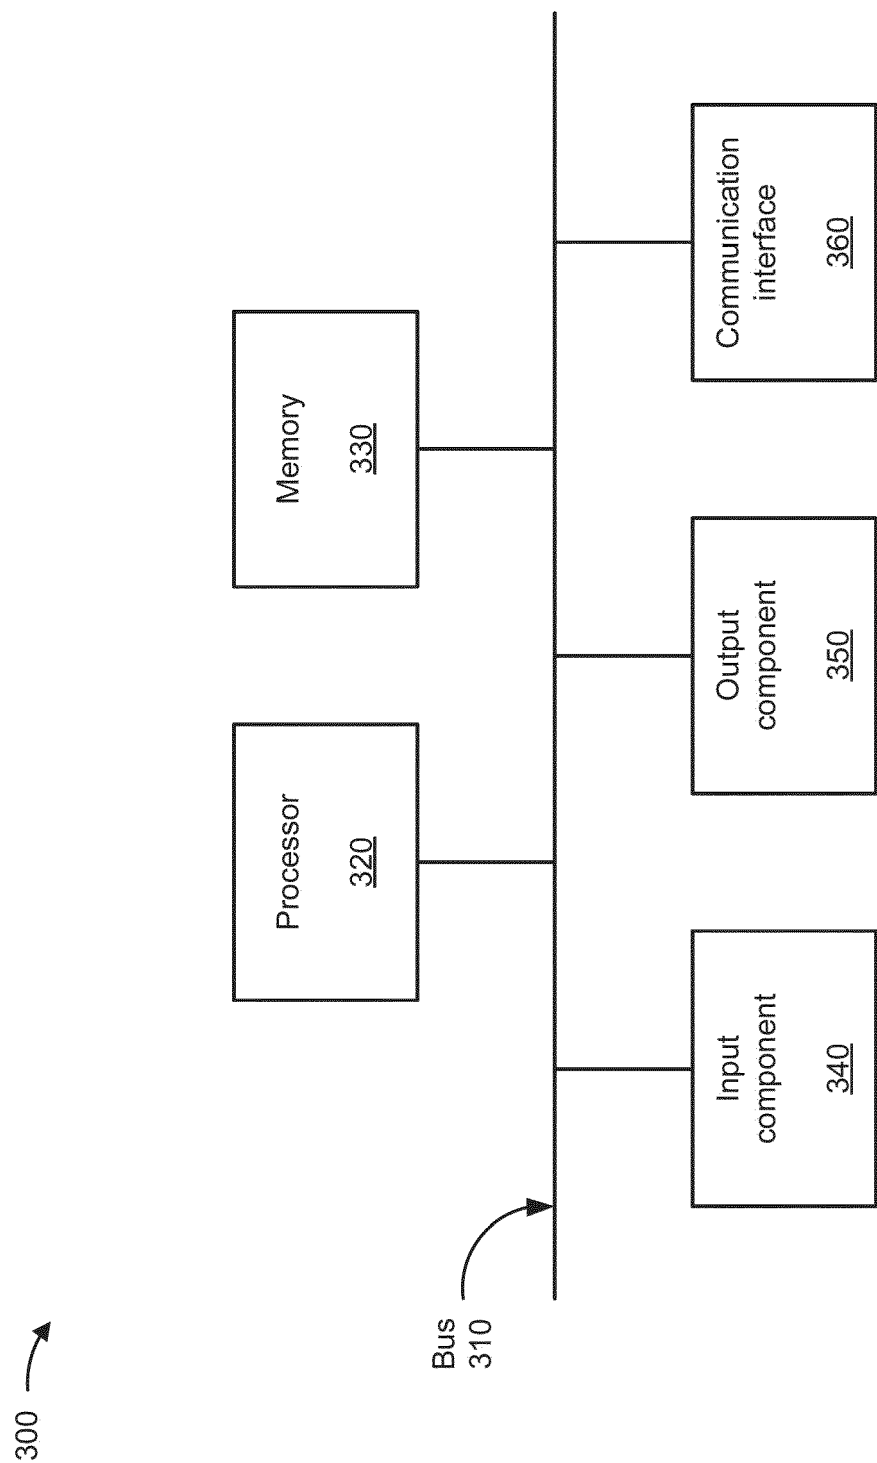 300
Processor
320
Memory
330
Bus
310
Input
component
340
Output
component
350
Communication
interface
360